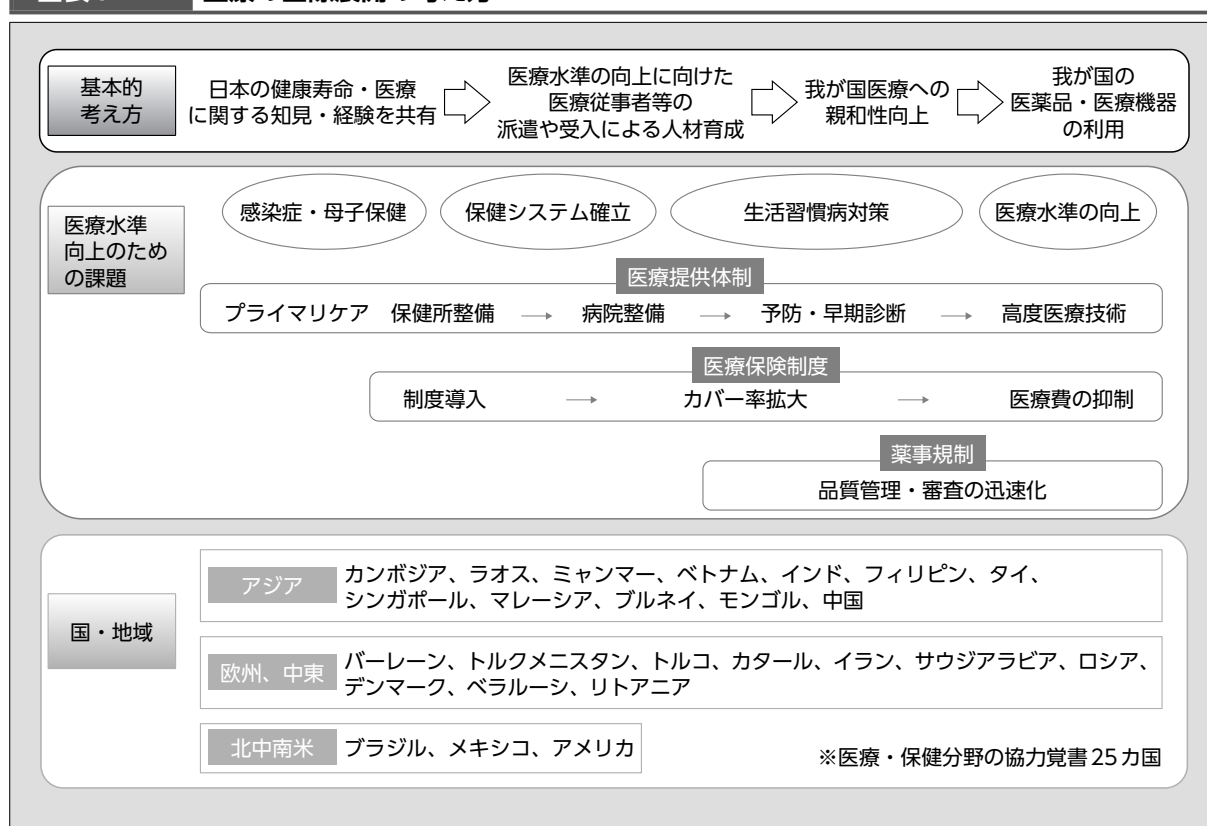 基本的
考え方
日本の健康寿命・医療
に関する知見・経験を共有
医療水準の向上に向けた
医療従事者等の
派遣や受入による人材育成
我が国医療への
親和性向上
我が国の
医薬品・医療機器
の利用
医療水準
向上のため
の課題
感染症・母子保健
保健システム確立
生活習慣病対策
医療水準の向上
医療提供体制
プライマリケア 保健所整備 → 病院整備 → 予防・早期診断 → 高度医療技術
医療保険制度
制度導入 → カバー率拡大 → 医療費の抑制
薬事規制
品質管理・審査の迅速化
国・地域
アジア
カンボジア、ラオス、ミャンマー、ベトナム、インド、フィリピン、タイ、
シンガポール、マレーシア、ブルネイ、モンゴル、中国
欧州、中東
バーレーン、トルクメニスタン、トルコ、カタール、イラン、サウジアラビア、ロシア、
デンマーク、ベラルーシ、リトアニア
北中南米
ブラジル、メキシコ、アメリカ
※医療・保健分野の協力覚書25カ国